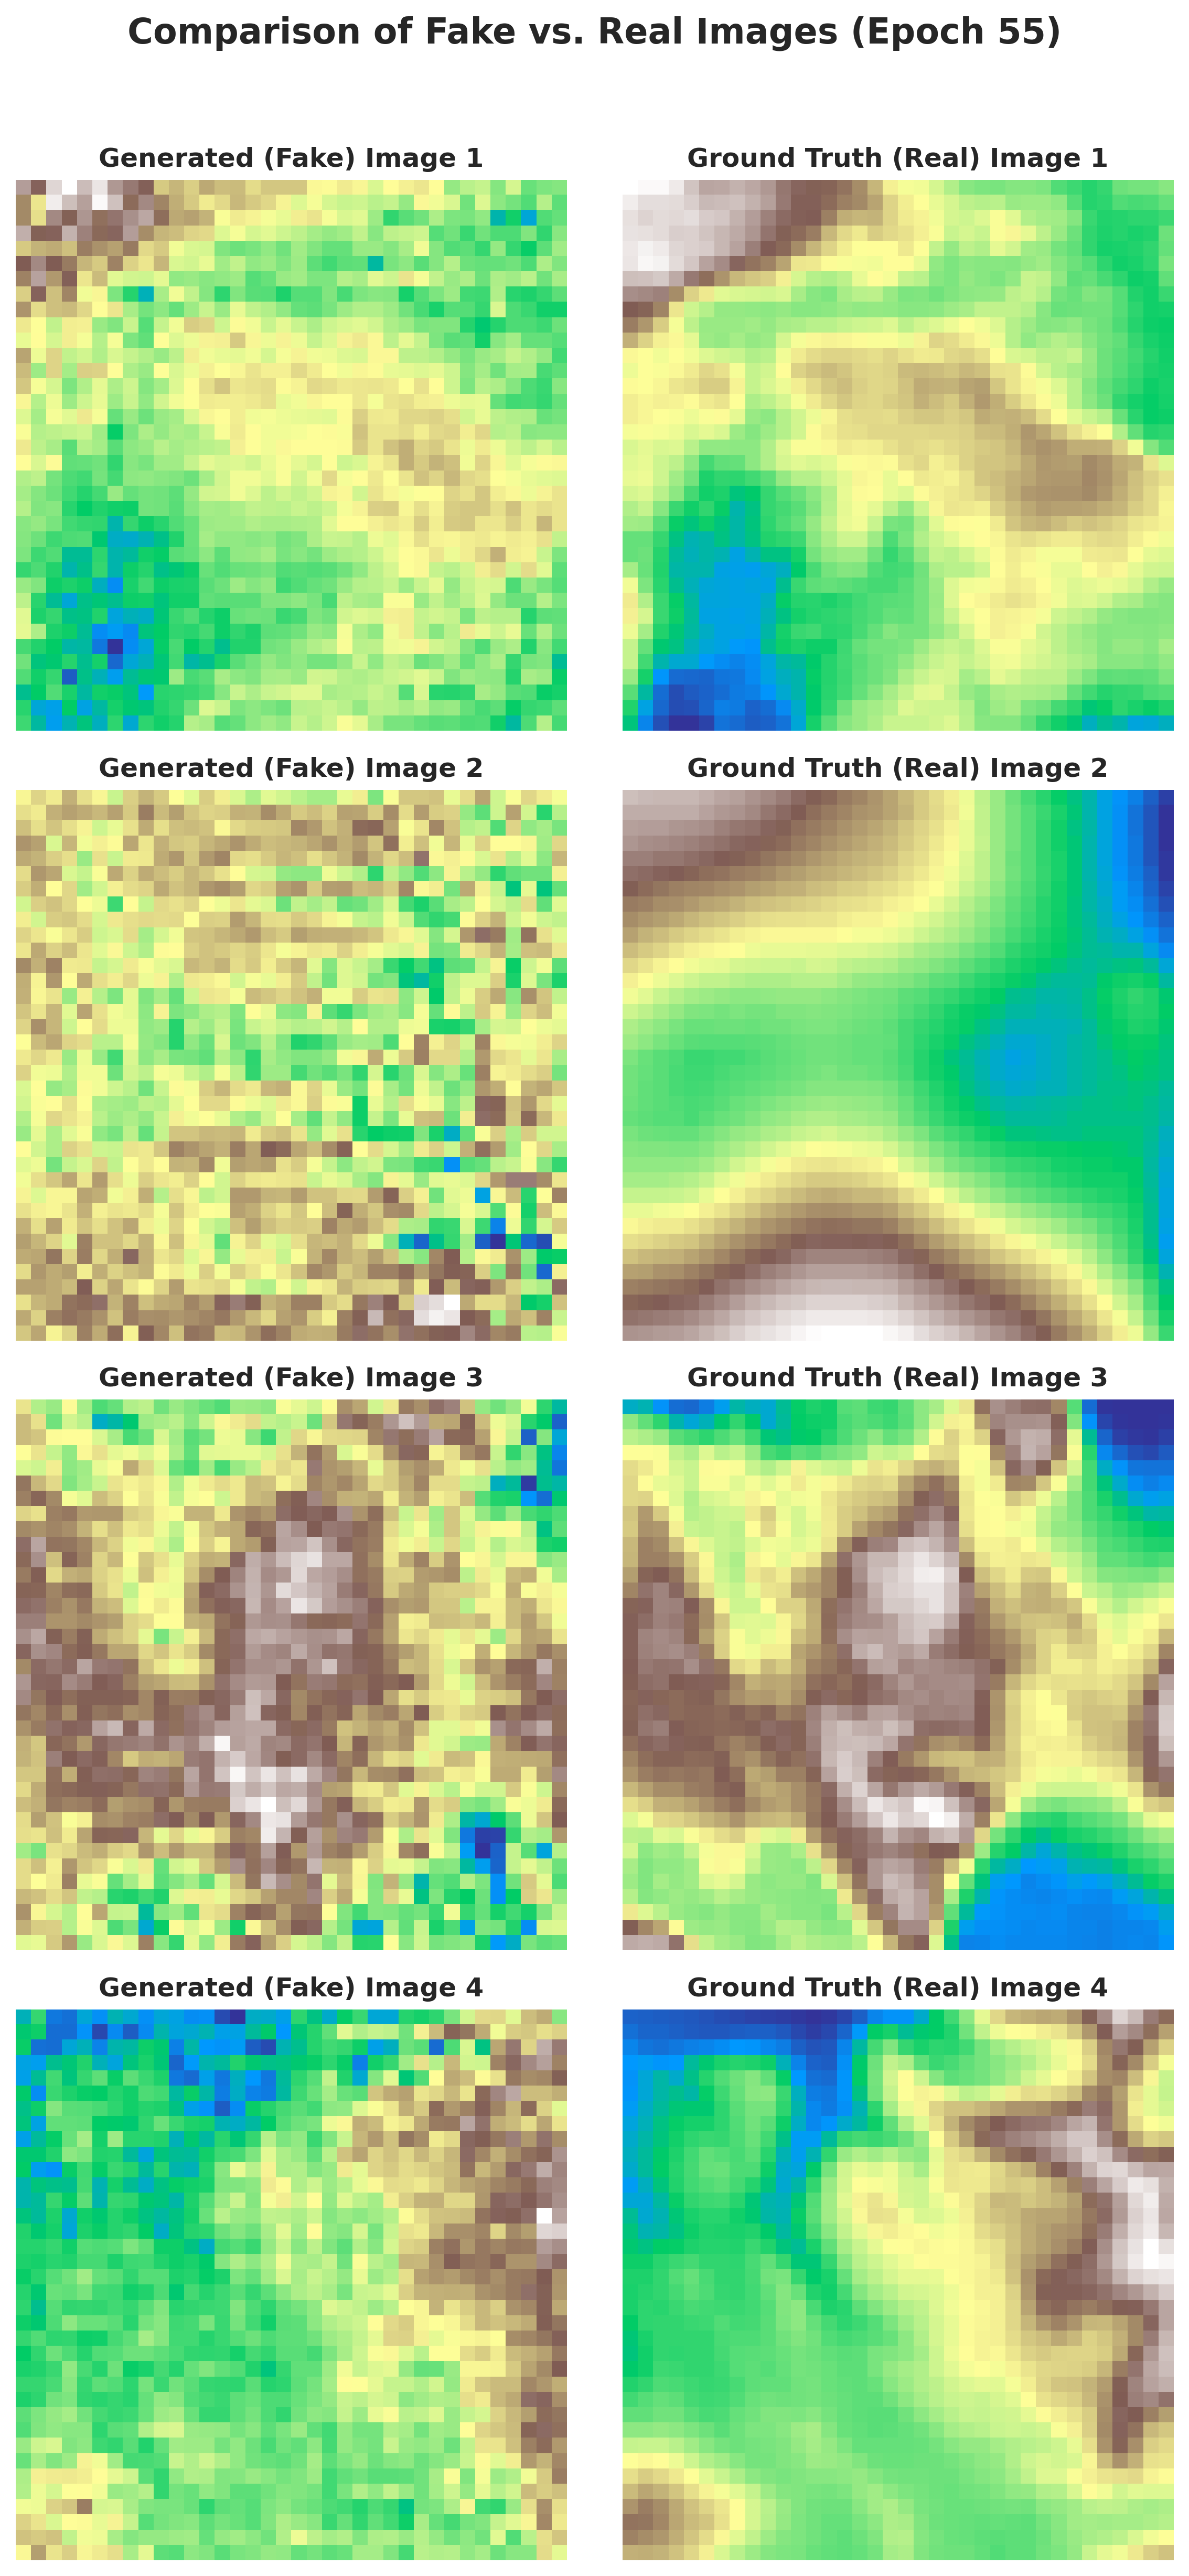 Comparison of Fake vs. Real Images (Epoch 55)
Generated (Fake) Image 1
Ground Truth (Real) Image 1
Generated (Fake) Image 2
Ground Truth (Real) Image 2
Generated (Fake) Image 3
Ground Truth (Real) Image 3
Generated (Fake) Image 4
Ground Truth (Real) Image 4